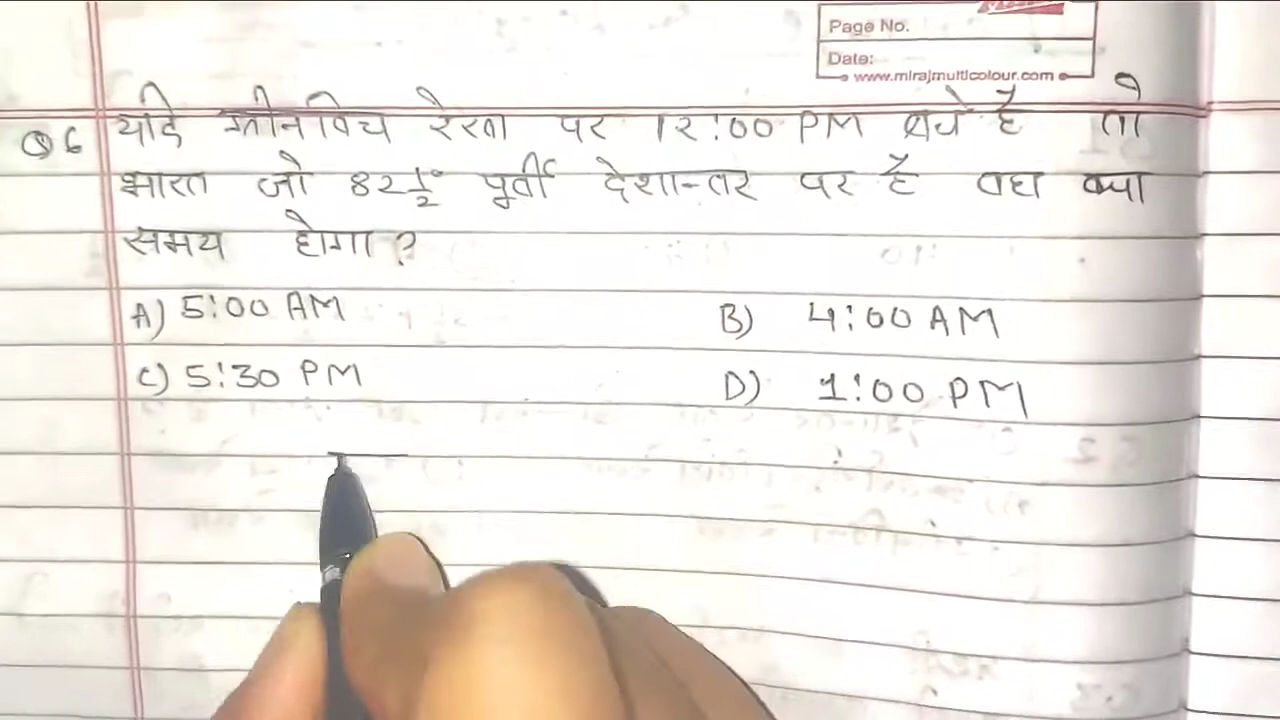 Page No.
Date:
www.mirajmulticolour.com
Q6 यदि ग्रीनविच रेखा पर 12:00 PM बजे है तो
भारत जो 82½° पूर्वी देशान्तर पर है वहा क्या
समय होगा?
A) 5:00 AM B) 4:00 AM
C) 5:30 PM D) 1:00 PM